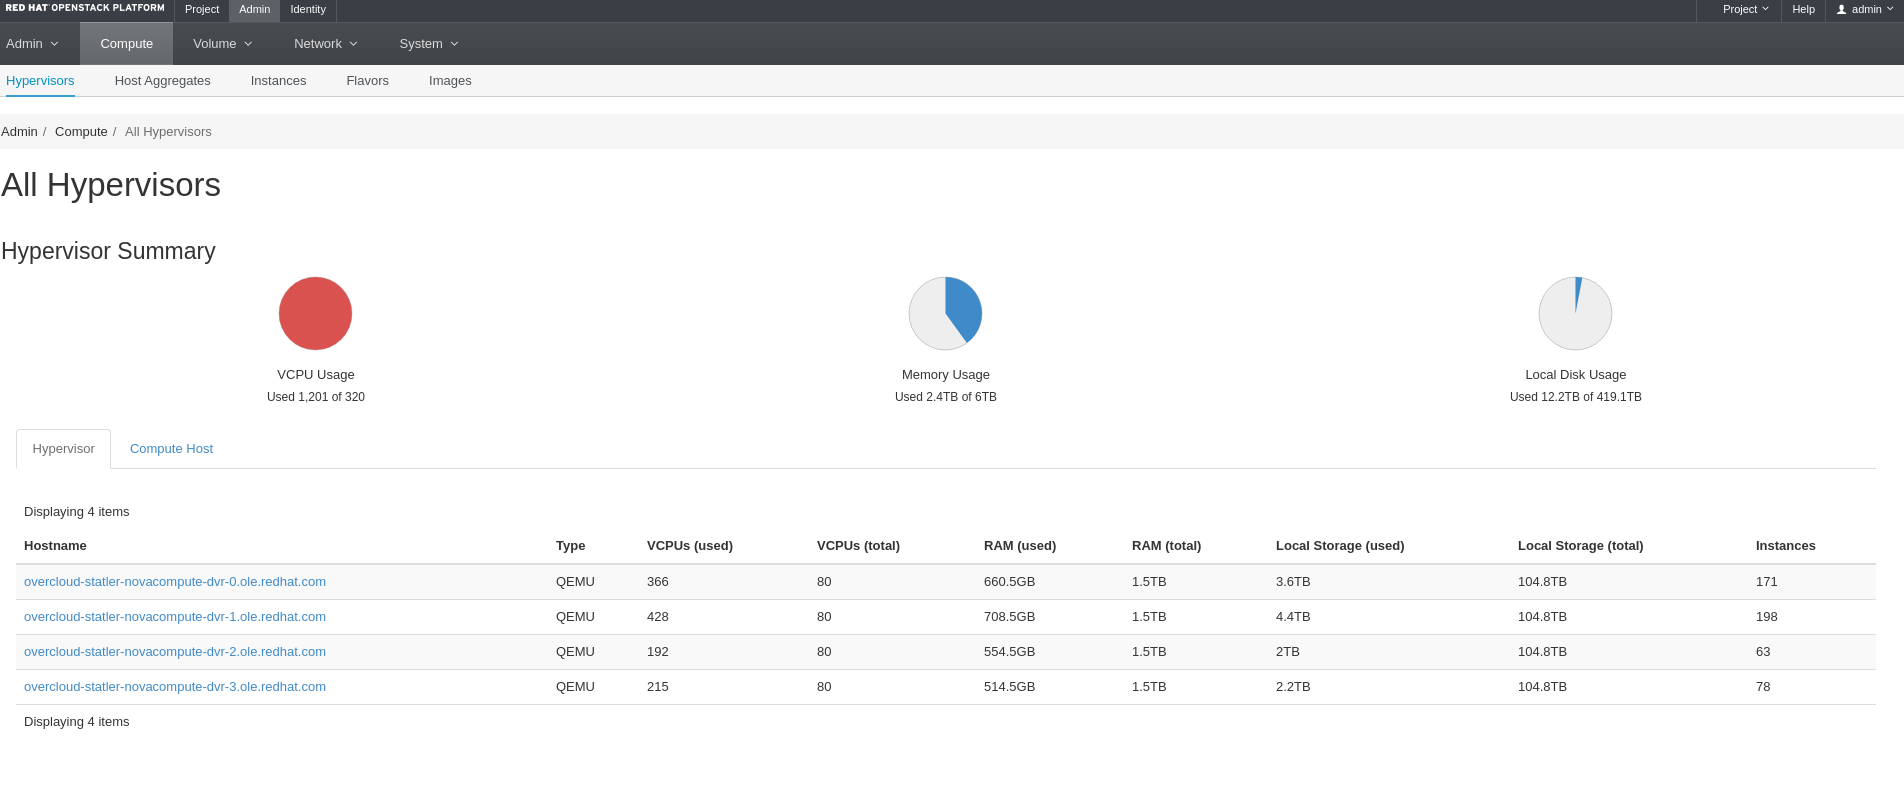 RED HAT OPENSTACK PLATFORM Project Admin Identity Project Help admin
Admin Compute Volume Network System
Hypervisors Host Aggregates Instances Flavors Images
Admin / Compute / All Hypervisors
All Hypervisors
Hypervisor Summary
VCPU Usage Memory Usage Local Disk Usage
Used 1,201 of 320 Used 2.4TB of 6TB Used 12.2TB of 419.1TB
Hypervisor Compute Host
Displaying 4 items
Hostname Type VCPUs (used) VCPUs (total) RAM (used) RAM (total) Local Storage (used) Local Storage (total) Instances
overcloud-statler-novacompute-dvr-0.ole.redhat.com QEMU 366 80 660.5GB 1.5TB 3.6TB 104.8TB 171
overcloud-statler-novacompute-dvr-1.ole.redhat.com QEMU 428 80 708.5GB 1.5TB 4.4TB 104.8TB 198
overcloud-statler-novacompute-dvr-2.ole.redhat.com QEMU 192 80 554.5GB 1.5TB 2TB 104.8TB 63
overcloud-statler-novacompute-dvr-3.ole.redhat.com QEMU 215 80 514.5GB 1.5TB 2.2TB 104.8TB 78
Displaying 4 items